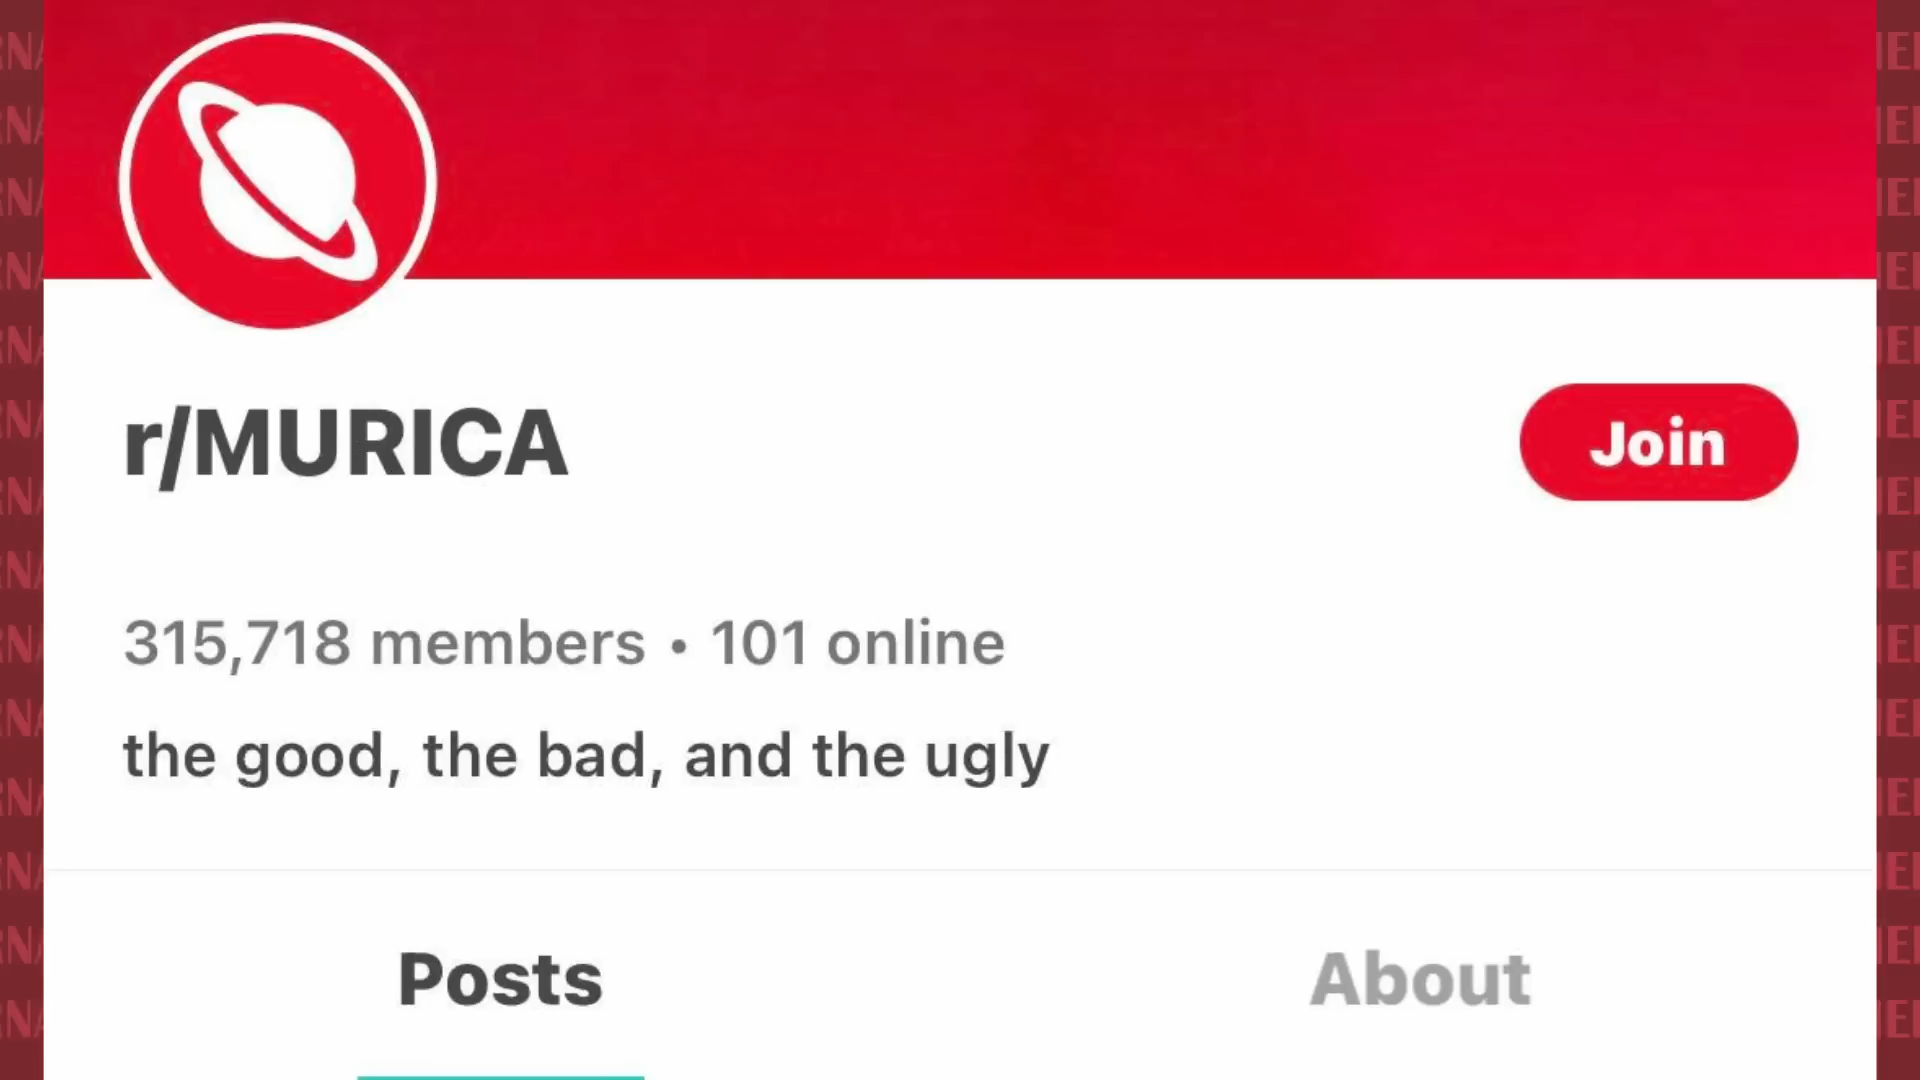 r/MURICA
Join
315,718 members • 101 online
the good, the bad, and the ugly
Posts
About